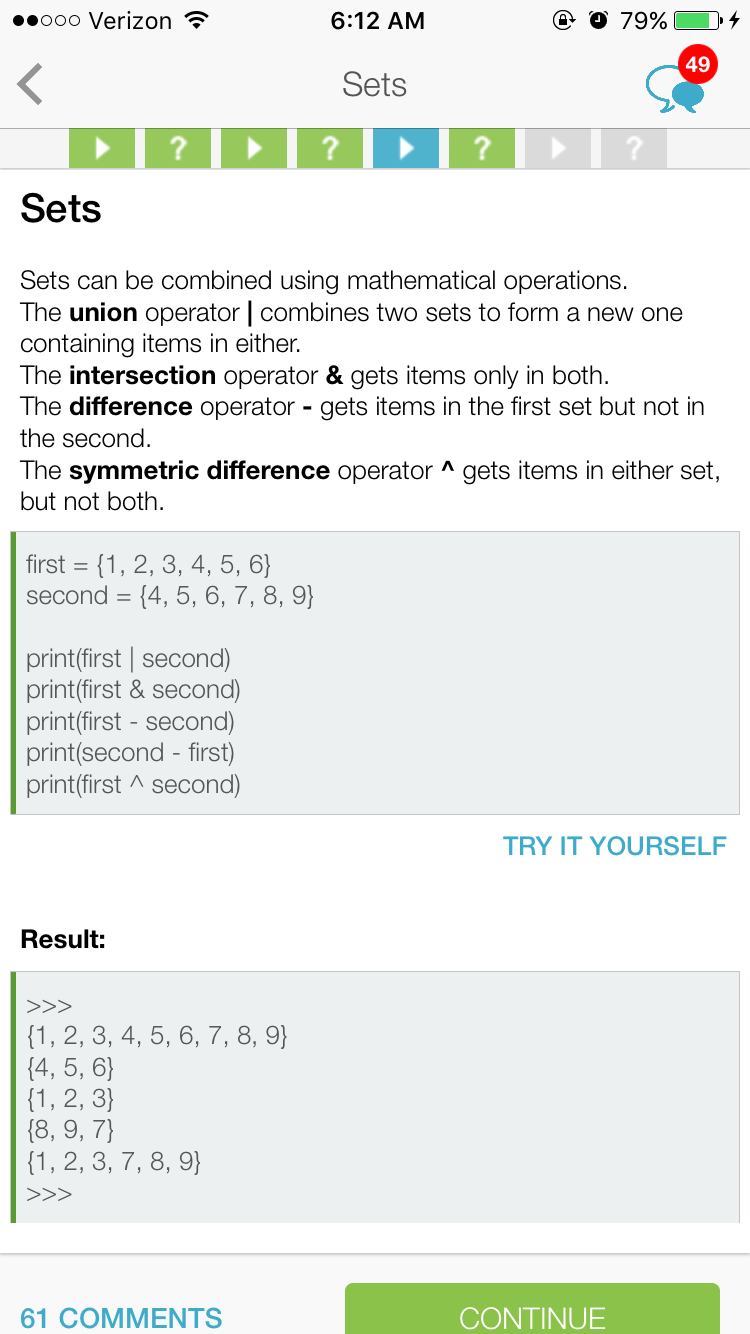 Verizon 6:12 AM 79%
Sets 49
? ? ? ?
Sets
Sets can be combined using mathematical operations.
The union operator | combines two sets to form a new one
containing items in either.
The intersection operator & gets items only in both.
The difference operator - gets items in the first set but not in
the second.
The symmetric difference operator ^ gets items in either set,
but not both.
first = {1, 2, 3, 4, 5, 6}
second = {4, 5, 6, 7, 8, 9}
print(first | second)
print(first & second)
print(first - second)
print(second - first)
print(first ^ second)
TRY IT YOURSELF
Result:
>>>
{1, 2, 3, 4, 5, 6, 7, 8, 9}
{4, 5, 6}
{1, 2, 3}
{8, 9, 7}
{1, 2, 3, 7, 8, 9}
>>>
61 COMMENTS CONTINUE